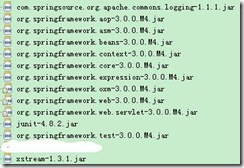 com.springsource.org.apache.commons.logging-1.1.1.jar
org.springframework.aop-3.0.0.M4.jar
org.springframework.asm-3.0.0.M4.jar
org.springframework.beans-3.0.0.M4.jar
org.springframework.context-3.0.0.M4.jar
org.springframework.core-3.0.0.M4.jar
org.springframework.expression-3.0.0.M4.jar
org.springframework.oxm-3.0.0.M4.jar
org.springframework.web-3.0.0.M4.jar
org.springframework.web.servlet-3.0.0.M4.jar
junit-4.8.2.jar
org.springframework.test-3.0.0.M4.jar
xstream-1.3.1.jar